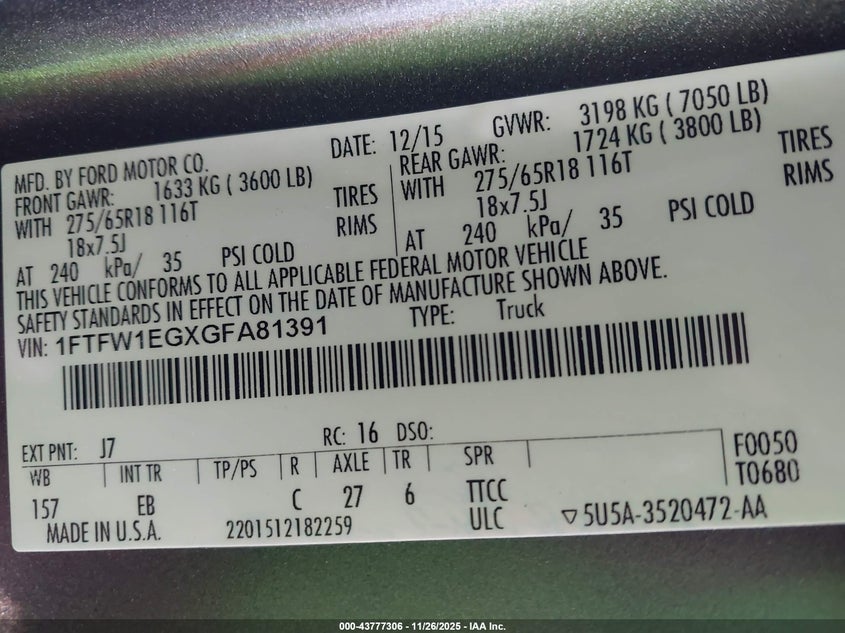 MFD. BY FORD MOTOR CO. DATE: 12/15 GVWR: 3198 KG ( 7050 LB)
FRONT GAWR: 1633 KG ( 3600 LB) REAR GAWR: 1724 KG ( 3800 LB)
WITH 275/65R18 116T TIRES WITH 275/65R18 116T TIRES
18x7.5J RIMS 18x7.5J RIMS
AT 240 kPa/ 35 PSI COLD AT 240 kPa/ 35 PSI COLD
THIS VEHICLE CONFORMS TO ALL APPLICABLE FEDERAL MOTOR VEHICLE
SAFETY STANDARDS IN EFFECT ON THE DATE OF MANUFACTURE SHOWN ABOVE.
VIN: 1FTFW1EGXGFA81391 TYPE: Truck
EXT PNT: J7 RC: 16 DSO:
WB INT TR TP/PS R AXLE TR SPR F0050
157 EB C 27 6 TTCC T0680
MADE IN U.S.A. 2201512182259 ULC ▽5U5A-3520472-AA
000-43777306 - 11/26/2025 - IAA Inc.